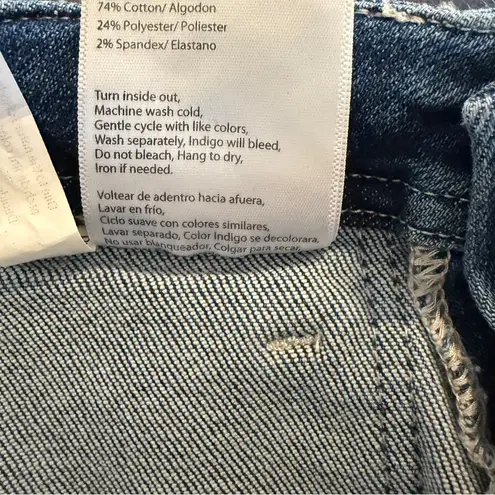 74% Cotton/ Algodon
24% Polyester/ Poliester
2% Spandex/ Elastano
Turn inside out,
Machine wash cold,
Gentle cycle with like colors,
Wash separately, Indigo will bleed,
Do not bleach, Hang to dry,
Iron if needed.
Voltear de adentro hacia afuera,
Lavar en frío,
Ciclo suave con colores similares,
Lavar separado, Color Indigo se decolorara.
No usar blanqueador, Colgar para secar